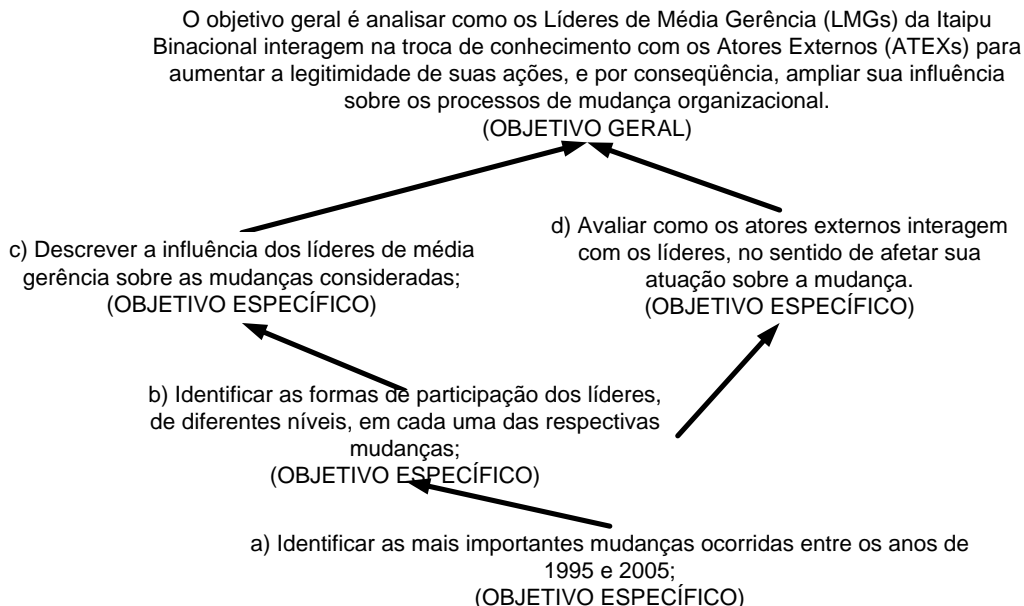 O objetivo geral é analisar como os Líderes de Média Gerência (LMGs) da Itaipu
Binacional interagem na troca de conhecimento com os Atores Externos (ATEXs) para
aumentar a legitimidade de suas ações, e por conseqüência, ampliar sua influência
sobre os processos de mudança organizacional.
(OBJETIVO GERAL)
c) Descrever a influência dos líderes de média
gerência sobre as mudanças consideradas;
(OBJETIVO ESPECÍFICO)
d) Avaliar como os atores externos interagem
com os líderes, no sentido de afetar sua
atuação sobre a mudança.
(OBJETIVO ESPECÍFICO)
b) Identificar as formas de participação dos líderes,
de diferentes níveis, em cada uma das respectivas
mudanças;
(OBJETIVO ESPECÍFICO)
a) Identificar as mais importantes mudanças ocorridas entre os anos de
1995 e 2005;
(OBJETIVO ESPECÍFICO)